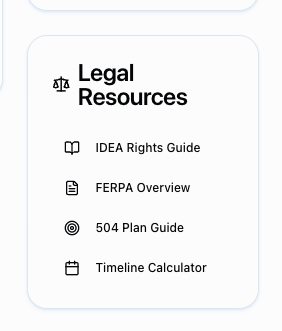 Legal
Resources
IDEA Rights Guide
FERPA Overview
504 Plan Guide
Timeline Calculator